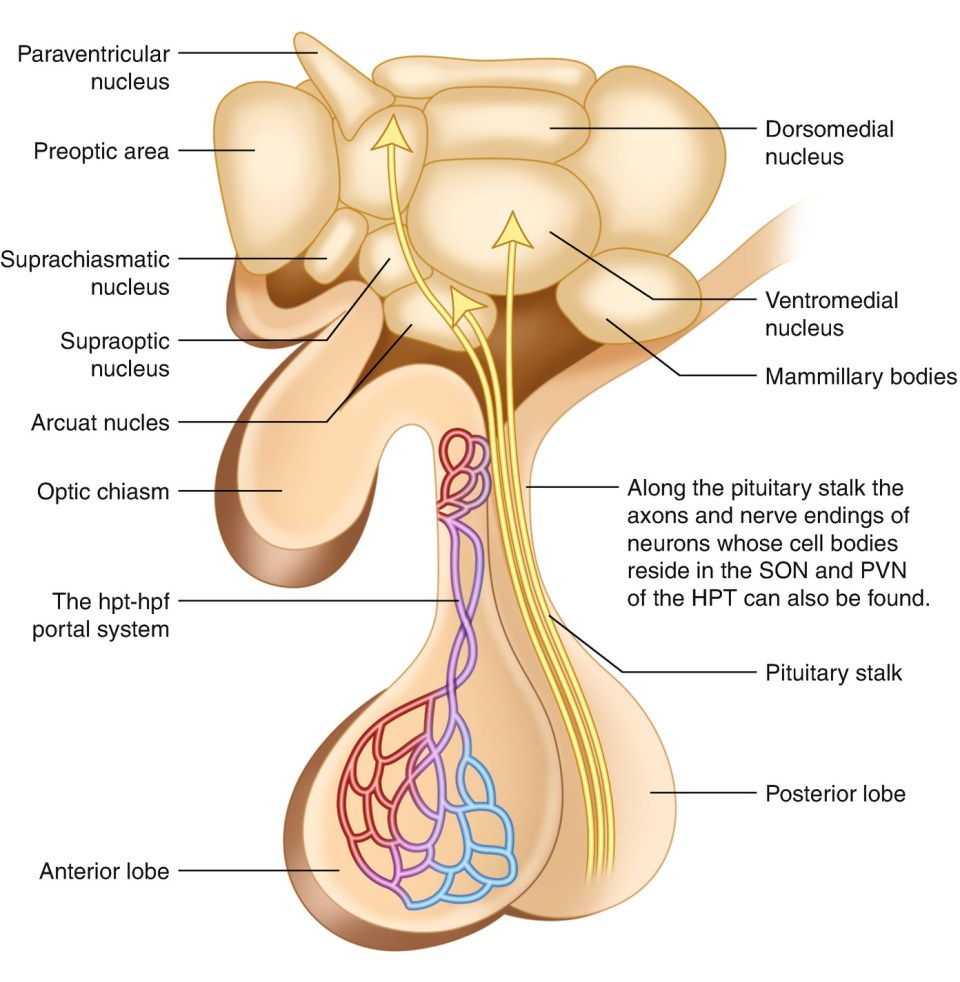 Paraventricular
nucleus
Preoptic area
Suprachiasmatic
nucleus
Supraoptic
nucleus
Arcuat nucles
Optic chiasm
The hpt-hpf
portal system
Anterior lobe
Dorsomedial
nucleus
Ventromedial
nucleus
Mammillary bodies
Along the pituitary stalk the
axons and nerve endings of
neurons whose cell bodies
reside in the SON and PVN
of the HPT can also be found.
Pituitary stalk
Posterior lobe